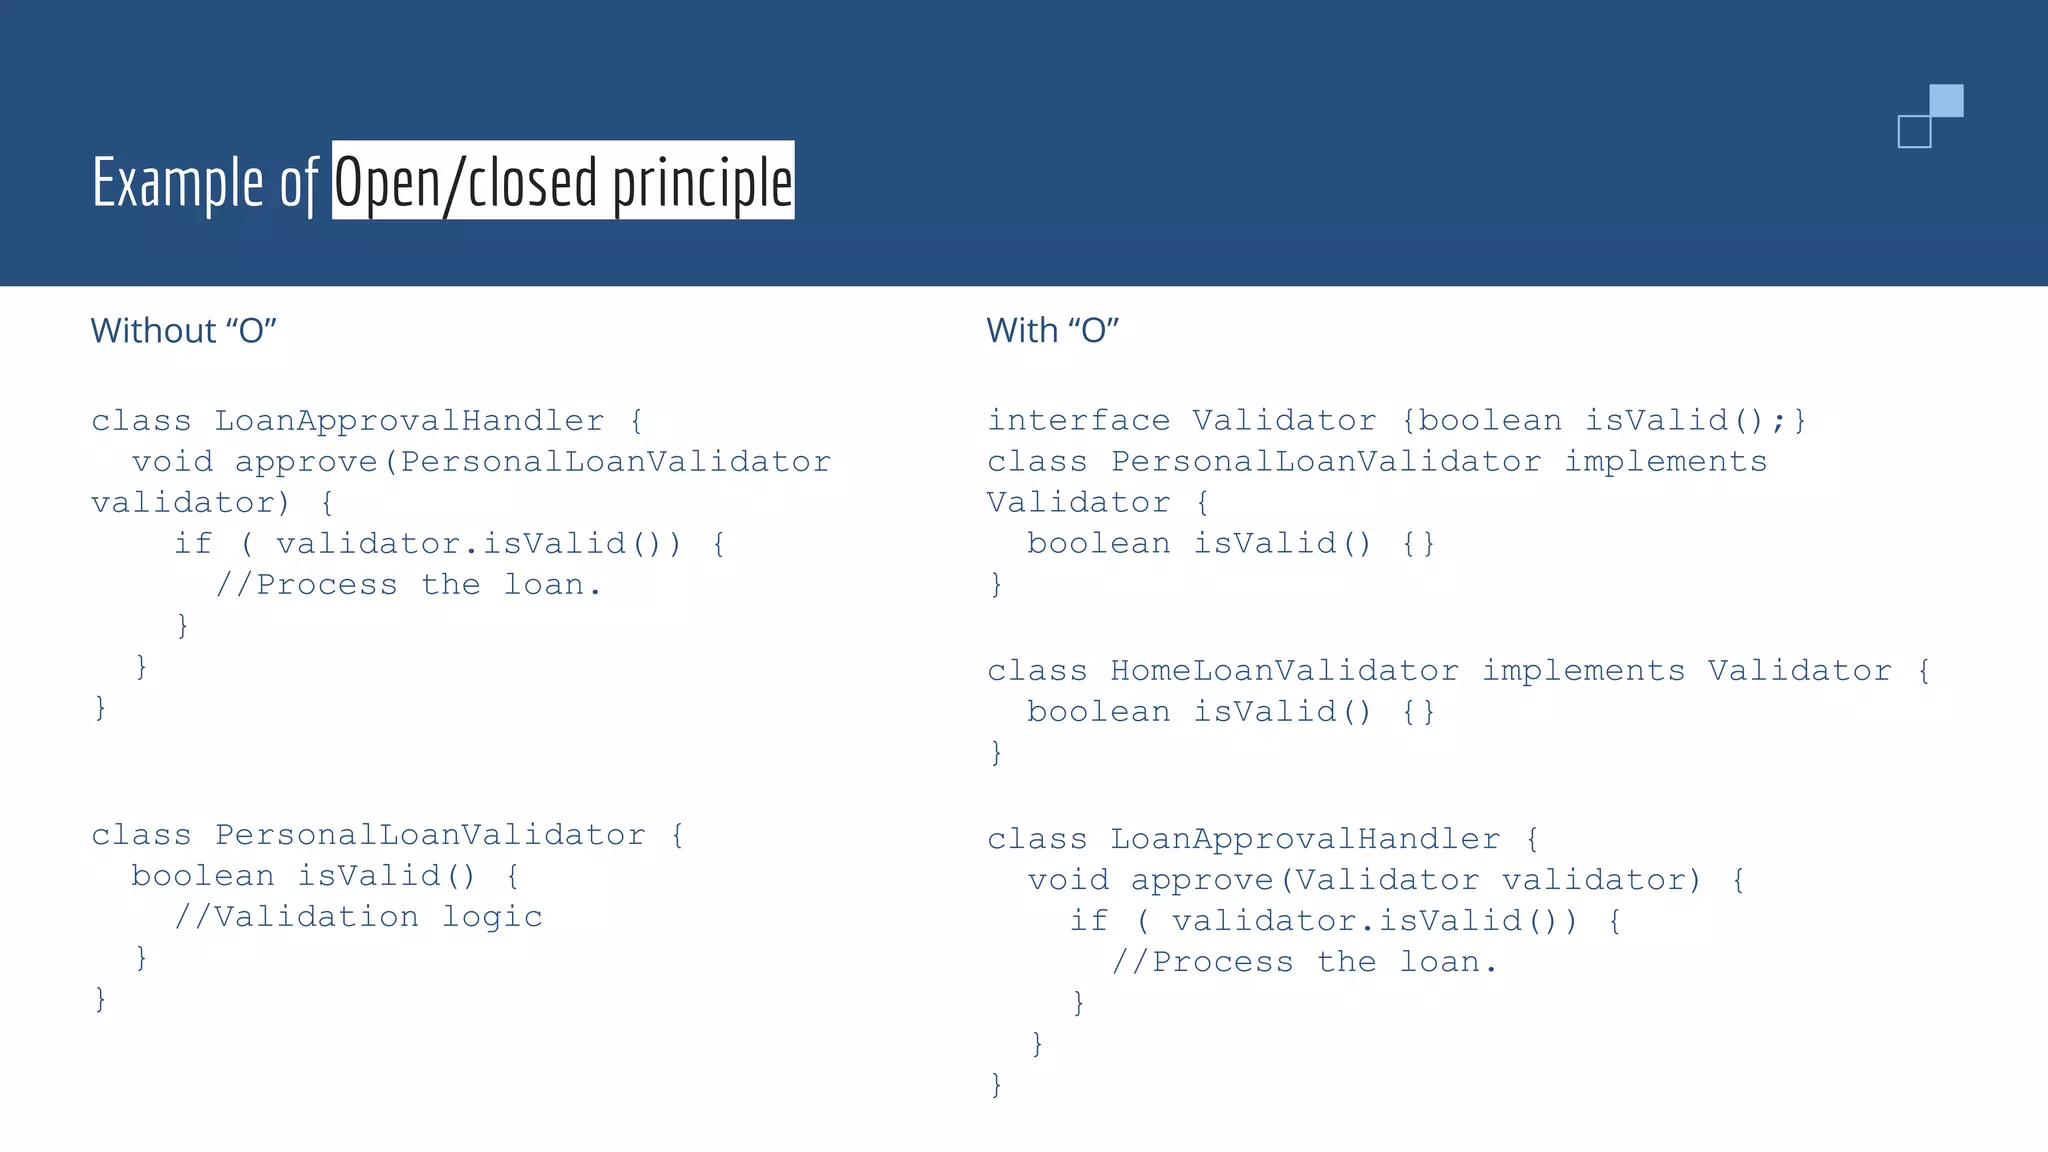 Example of Open/closed principle
Without “O”
class LoanApprovalHandler {
  void approve(PersonalLoanValidator
validator) {
    if ( validator.isValid()) {
      //Process the loan.
    }
  }
}
class PersonalLoanValidator {
  boolean isValid() {
    //Validation logic
  }
}
With “O”
interface Validator {boolean isValid();}
class PersonalLoanValidator implements
Validator {
  boolean isValid() {}
}
class HomeLoanValidator implements Validator {
  boolean isValid() {}
}
class LoanApprovalHandler {
  void approve(Validator validator) {
    if ( validator.isValid()) {
      //Process the loan.
    }
  }
}